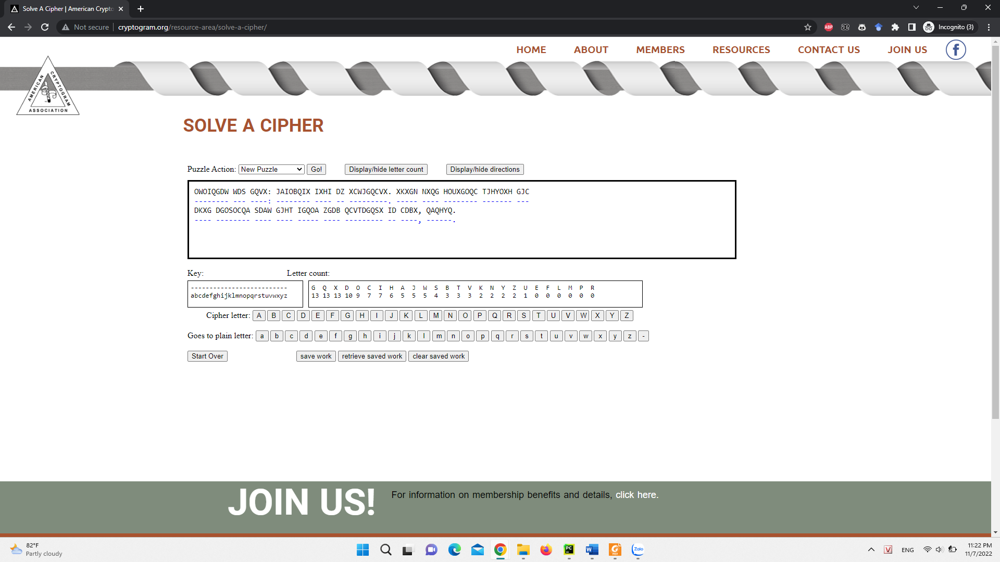 Solve A Cipher | American Crypto
Not secure | cryptogram.org/resource-area/solve-a-cipher/
ABP
Incognito (3)
HOME ABOUT MEMBERS RESOURCES CONTACT US JOIN US
AMERICAN CRYPTOGRAM ASSOCIATION
SOLVE A CIPHER
Puzzle Action: New Puzzle Go! Display/hide letter count Display/hide directions
OWOIQGDW WDS GQVX: JAIOBQIX IXHI DZ XCWJGQCVX. XKXGN NXQG HOUXGOQC TJHYOXH GJC
-------- --- ----: -------- ---- -- ---------. ----- ---- -------- ------- ---
DKXG DGOSOCQA SDAW GJHT IGQOA ZGDB QCVTDGQSX ID CDBX, QAQHYQ.
---- -------- ---- ---- ----- ---- --------- -- ----, ------.
Key: Letter count:
--------------------------
abcdefghijklmnopqrstuvwxyz
G Q X D O C I H A J W S B T V K N Y Z U E F L M P R
13 13 13 10 9 7 7 6 5 5 5 4 3 3 3 2 2 2 2 1 0 0 0 0 0 0
Cipher letter: A B C D E F G H I J K L M N O P Q R S T U V W X Y Z
Goes to plain letter: a b c d e f g h i j k l m n o p q r s t u v w x y z -
Start Over save work retrieve saved work clear saved work
JOIN US! For information on membership benefits and details, click here.
82°F
Partly cloudy
PC
W
PDF
Zalo
V
ENG
11:22 PM
11/7/2022